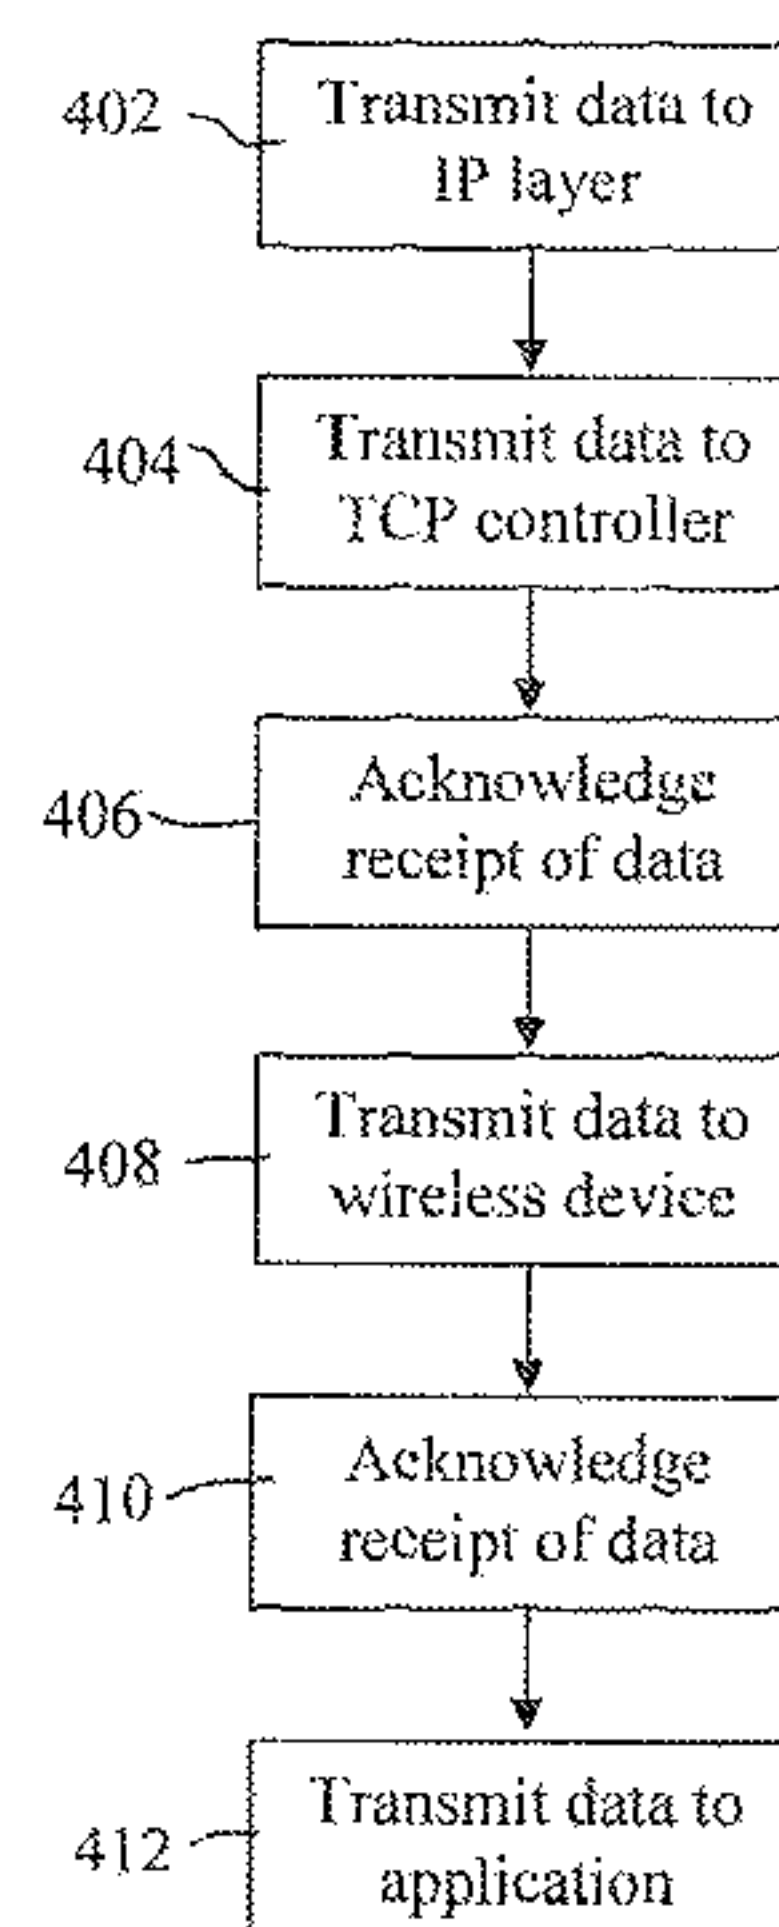 402
Transmit data to
IP layer
404
Transmit data to
TCP controller
406
Acknowledge
receipt of data
408
Transmit data to
wireless device
410
Acknowledge
receipt of data
412
Transmit data to
application